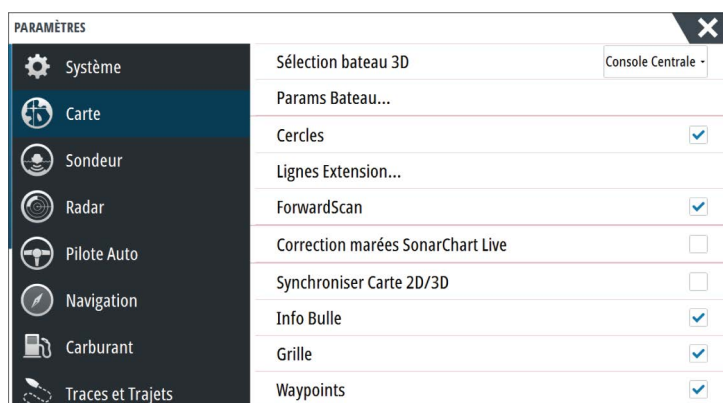 PARAMÈTRES
Système
Carte
Sondeur
Radar
Pilote Auto
Navigation
Carburant
Traces et Trajets
Sélection bateau 3D
Console Centrale
Params Bateau...
Cercles
Lignes Extension...
ForwardScan
Correction marées SonarChart Live
Synchroniser Carte 2D/3D
Info Bulle
Grille
Waypoints